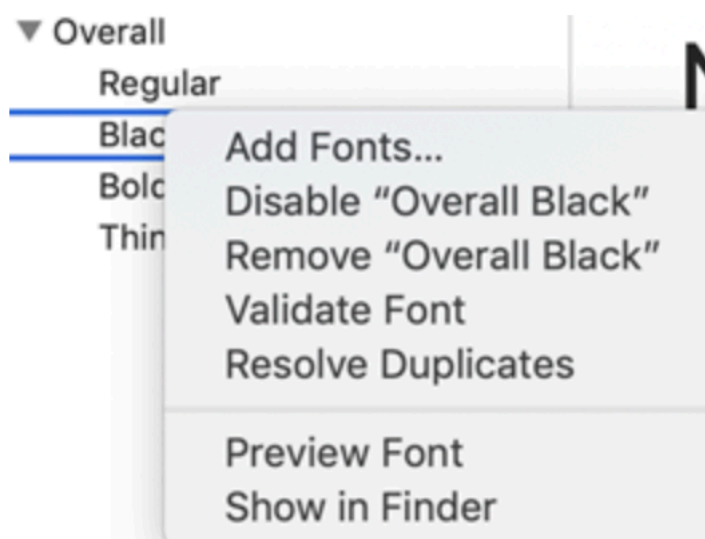 Overall
Regular
Add Fonts...
Disable “Overall Black”
Remove “Overall Black”
Validate Font
Resolve Duplicates
Preview Font
Show in Finder